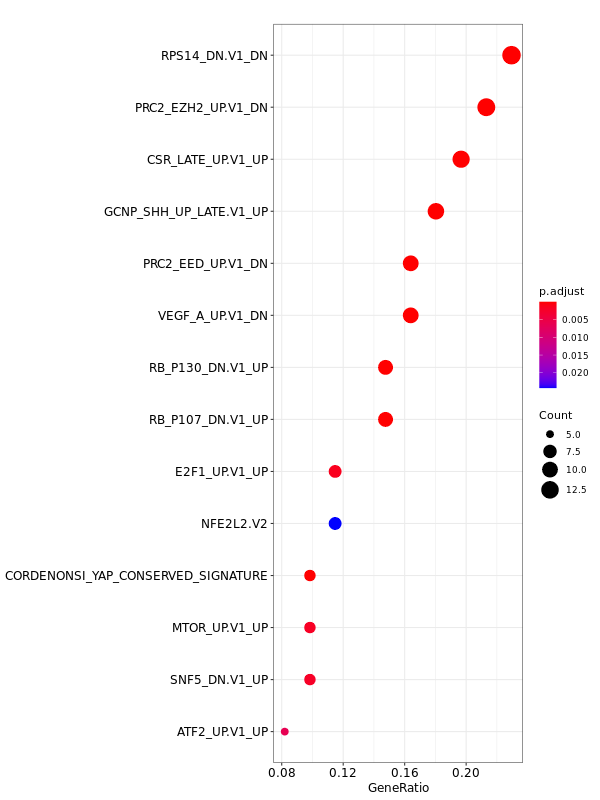 RPS14_DN.V1_DN
PRC2_EZH2_UP.V1_DN
CSR_LATE_UP.V1_UP
GCNP_SHH_UP_LATE.V1_UP
PRC2_EED_UP.V1_DN
VEGF_A_UP.V1_DN
RB_P130_DN.V1_UP
RB_P107_DN.V1_UP
E2F1_UP.V1_UP
NFE2L2.V2
CORDENONSI_YAP_CONSERVED_SIGNATURE
MTOR_UP.V1_UP
SNF5_DN.V1_UP
ATF2_UP.V1_UP
0.08 0.12 0.16 0.20
GeneRatio
p.adjust
0.005
0.010
0.015
0.020
Count
5.0
7.5
10.0
12.5